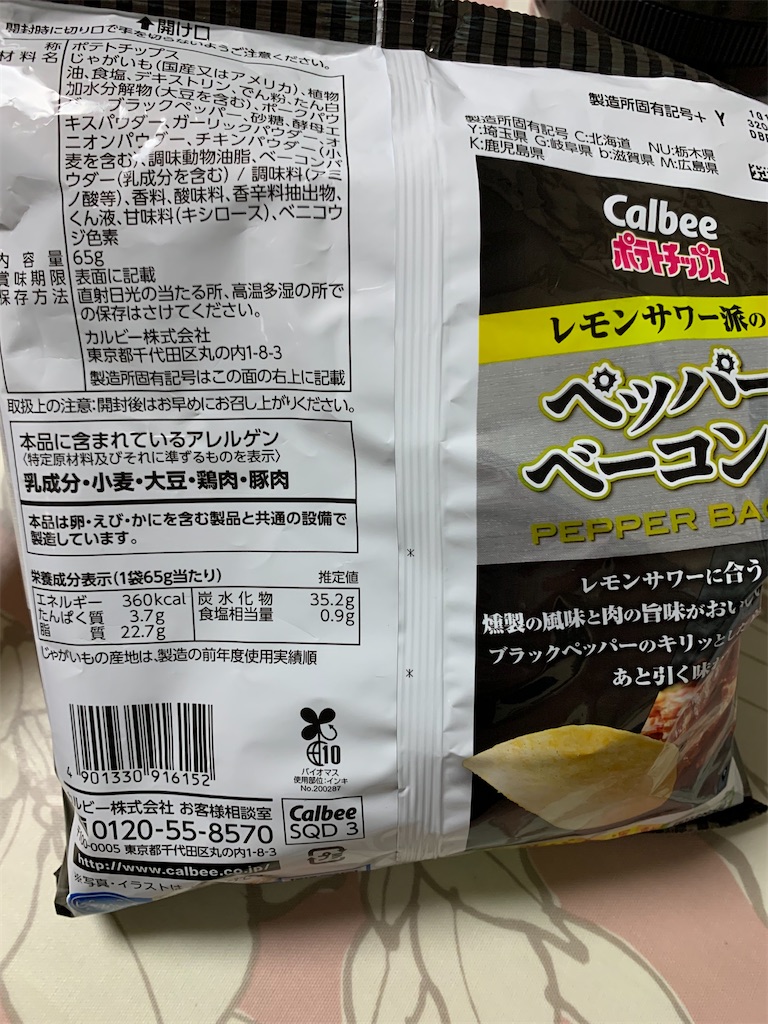 ⬆開け口
開封時に切り口で手を切らないようご注意ください。
称 ポテトチップス
材料名 じゃがいも(国産又はアメリカ)、植物
油、食塩、デキストリン、でん粉、たん白
加水分解物(大豆を含む)、ポークパウ
ブラックペッパー、砂糖、酵母エ
キスパウダー、ガーリックパウダー、オ
ニオンパウダー、チキンパウダー(小
麦を含む)、調味動物油脂、ベーコンパ
ウダー(乳成分を含む) / 調味料(アミ
ノ酸等)、香料、酸味料、香辛料抽出物、
くん液、甘味料(キシロース)、ベニコウ
ジ色素
内容量 65g
賞味期限 表面に記載
保存方法 直射日光の当たる所、高温多湿の所で
の保存はさけてください。
カルビー株式会社
東京都千代田区丸の内1-8-3
製造所固有記号はこの面の右上に記載
取扱上の注意:開封後はお早めにお召し上がりください。
本品に含まれているアレルゲン
〈特定原材料及びそれに準ずるものを表示〉
乳成分・小麦・大豆・鶏肉・豚肉
本品は卵・えび・かにを含む製品と共通の設備で
製造しています。
栄養成分表示(1袋65g当たり) 推定値
エネルギー 360kcal 炭水化物 35.2g
たんぱく質 3.7g 食塩相当量 0.9g
脂質 22.7g
じゃがいもの産地は、製造の前年度使用実績順
4 901330 916152
10
バイオマス
使用部位:インキ
No.200287
カルビー株式会社 お客様相談室
0120-55-8570
0-0005 東京都千代田区丸の内1-8-3
http://www.calbee.co.jp/
※写真・イラストは
Calbee
SQD 3
製造所固有記号+ Y
製造所固有記号 C:北海道 NU:栃木県
Y:埼玉県 G:岐阜県 b:滋賀県 M:広島県
K:鹿児島県
Calbee
ポテトチップス
レモンサワー派の
ペッパー
ベーコン
PEPPER BA
レモンサワーに合う
燻製の風味と肉の旨味がおい
ブラックペッパーのキリッと
あと引く味